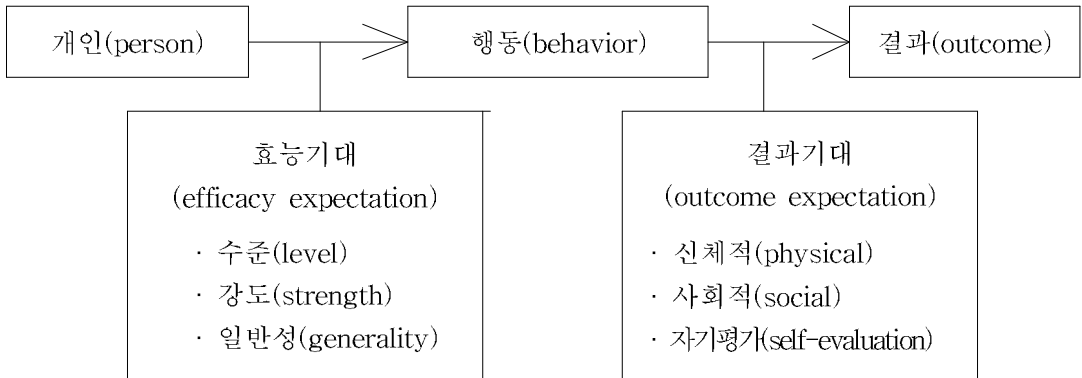 개인(person)
행동(behavior)
결과(outcome)
효능기대
(efficacy expectation)
· 수준(level)
· 강도(strength)
· 일반성(generality)
결과기대
(outcome expectation)
· 신체적(physical)
· 사회적(social)
· 자기평가(self-evaluation)